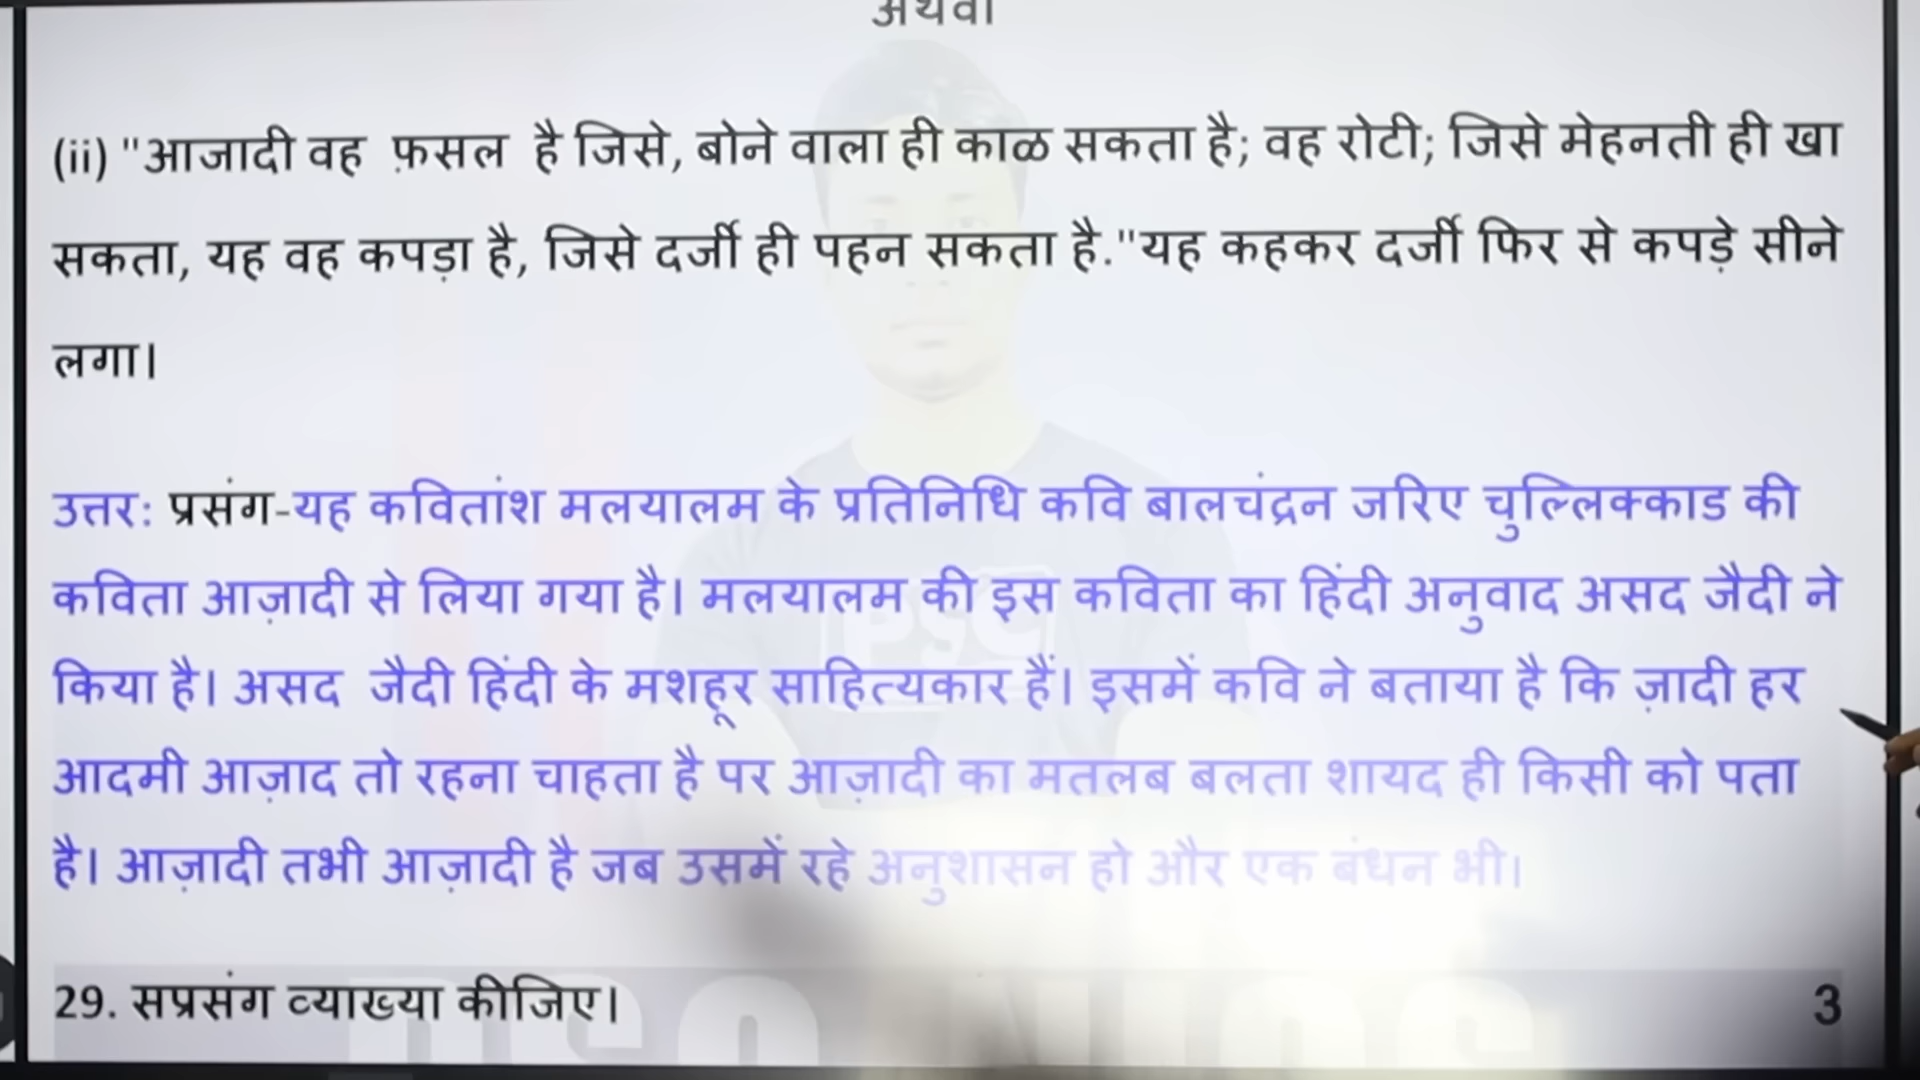 अथवा
(ii) "आजादी वह फ़सल है जिसे, बोने वाला ही काळ सकता है; वह रोटी; जिसे मेहनती ही खा
सकता, यह वह कपड़ा है, जिसे दर्जी ही पहन सकता है."यह कहकर दर्जी फिर से कपड़े सीने
लगा।
उत्तर: प्रसंग-यह कवितांश मलयालम के प्रतिनिधि कवि बालचंद्रन जरिए चुल्लिक्काड की
कविता आज़ादी से लिया गया है। मलयालम की इस कविता का हिंदी अनुवाद असद जैदी ने
किया है। असद जैदी हिंदी के मशहूर साहित्यकार हैं। इसमें कवि ने बताया है कि ज़ादी हर
आदमी आज़ाद तो रहना चाहता है पर आज़ादी का मतलब बलता शायद ही किसी को पता
है। आज़ादी तभी आज़ादी है जब उसमें रहे अनुशासन हो और एक बंधन भी।
29. सप्रसंग व्याख्या कीजिए। 3
PSC